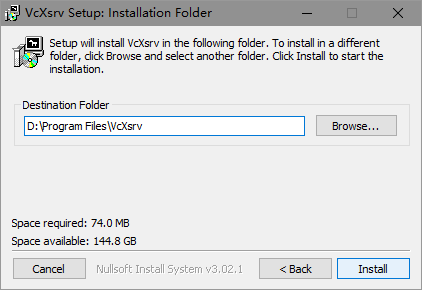 VcXsrv Setup: Installation Folder
Setup will install VcXsrv in the following folder. To install in a different
folder, click Browse and select another folder. Click Install to start the
installation.
Destination Folder
D:\Program Files\VcXsrv
Browse...
Space required: 74.0 MB
Space available: 144.8 GB
Cancel
Nullsoft Install System v3.02.1
< Back
Install